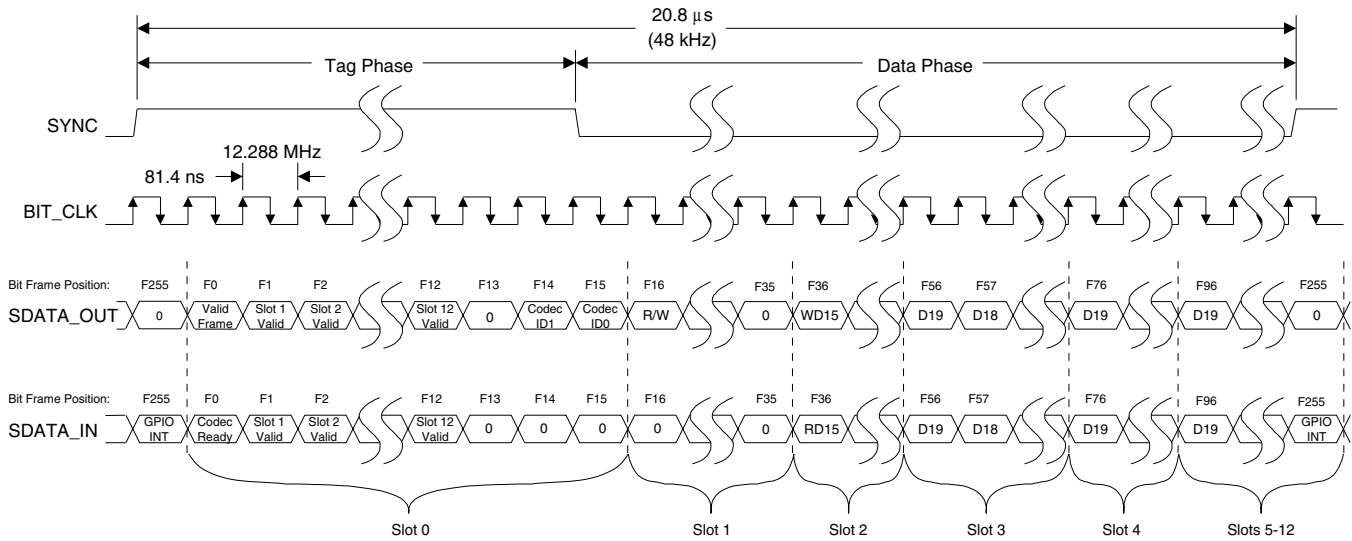 20.8 µs
(48 kHz)
Tag Phase
Data Phase
SYNC
12.288 MHz
81.4 ns
BIT_CLK
Bit Frame Position: F255 F0 F1 F2 F12 F13 F14 F15 F16 F35 F36 F56 F57 F76 F96 F255
SDATA_OUT 0 Valid Frame Slot 1 Valid Slot 2 Valid Slot 12 Valid 0 Codec ID1 Codec ID0 R/W 0 WD15 D19 D18 D19 D19 0
Bit Frame Position: F255 F0 F1 F2 F12 F13 F14 F15 F16 F35 F36 F56 F57 F76 F96 F255
SDATA_IN GPIO INT Codec Ready Slot 1 Valid Slot 2 Valid Slot 12 Valid 0 0 0 0 0 RD15 D19 D18 D19 D19 GPIO INT
Slot 0 Slot 1 Slot 2 Slot 3 Slot 4 Slots 5-12